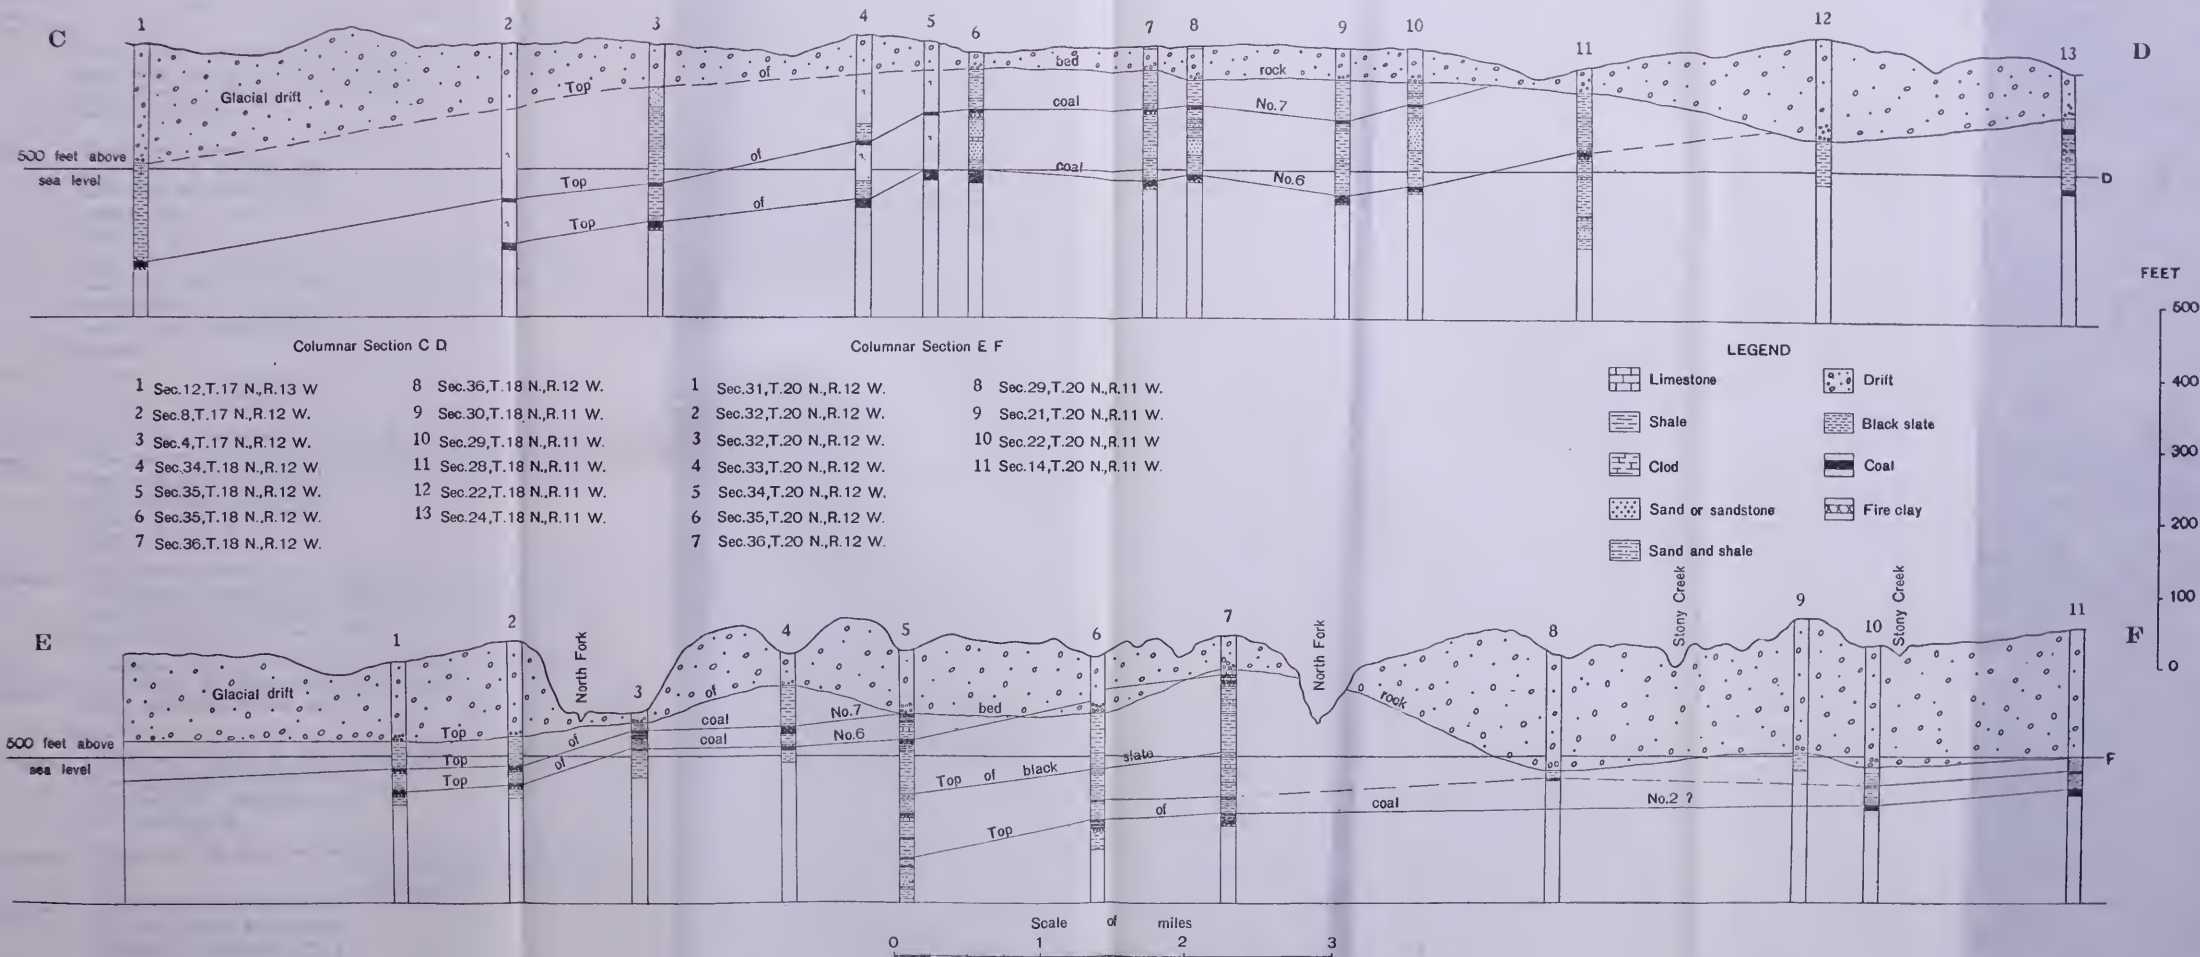 C
1 2 3 4 5 6 7 8 9 10 11 12 13
D
Glacial drift
Top of bed rock
500 feet above
sea level
Top of coal No.7
Top of coal No.6
D
FEET
500
400
300
200
100
0
Columnar Section C D
1 Sec.12,T.17 N.,R.13 W
2 Sec.8,T.17 N.,R.12 W.
3 Sec.4,T.17 N.,R.12 W.
4 Sec.34,T.18 N.,R.12 W
5 Sec.35,T.18 N.,R.12 W.
6 Sec.35,T.18 N.,R.12 W.
7 Sec.36,T.18 N.,R.12 W.
8 Sec.36,T.18 N.,R.12 W.
9 Sec.30,T.18 N.,R.11 W.
10 Sec.29,T.18 N.,R.11 W.
11 Sec.28,T.18 N.,R.11 W.
12 Sec.22,T.18 N.,R.11 W.
13 Sec.24,T.18 N.,R.11 W.
Columnar Section E F
1 Sec.31,T.20 N.,R.12 W.
2 Sec.32,T.20 N.,R.12 W.
3 Sec.32,T.20 N.,R.12 W.
4 Sec.33,T.20 N.,R.12 W.
5 Sec.34,T.20 N.,R.12 W.
6 Sec.35,T.20 N.,R.12 W.
7 Sec.36,T.20 N.,R.12 W.
8 Sec.29,T.20 N.,R.11 W.
9 Sec.21,T.20 N.,R.11 W.
10 Sec.22,T.20 N.,R.11 W
11 Sec.14,T.20 N.,R.11 W.
LEGEND
Limestone
Shale
Clod
Sand or sandstone
Sand and shale
Drift
Black slate
Coal
Fire clay
E
1 2 3 4 5 6 7 8 9 10 11
F
North Fork
North Fork
Stony Creek
Stony Creek
Glacial drift
Top of bed rock
500 feet above
sea level
Top of coal No.7
Top of coal No.6
Top of black slate
Top of coal No.2 ?
F
Scale of miles
0 1 2 3